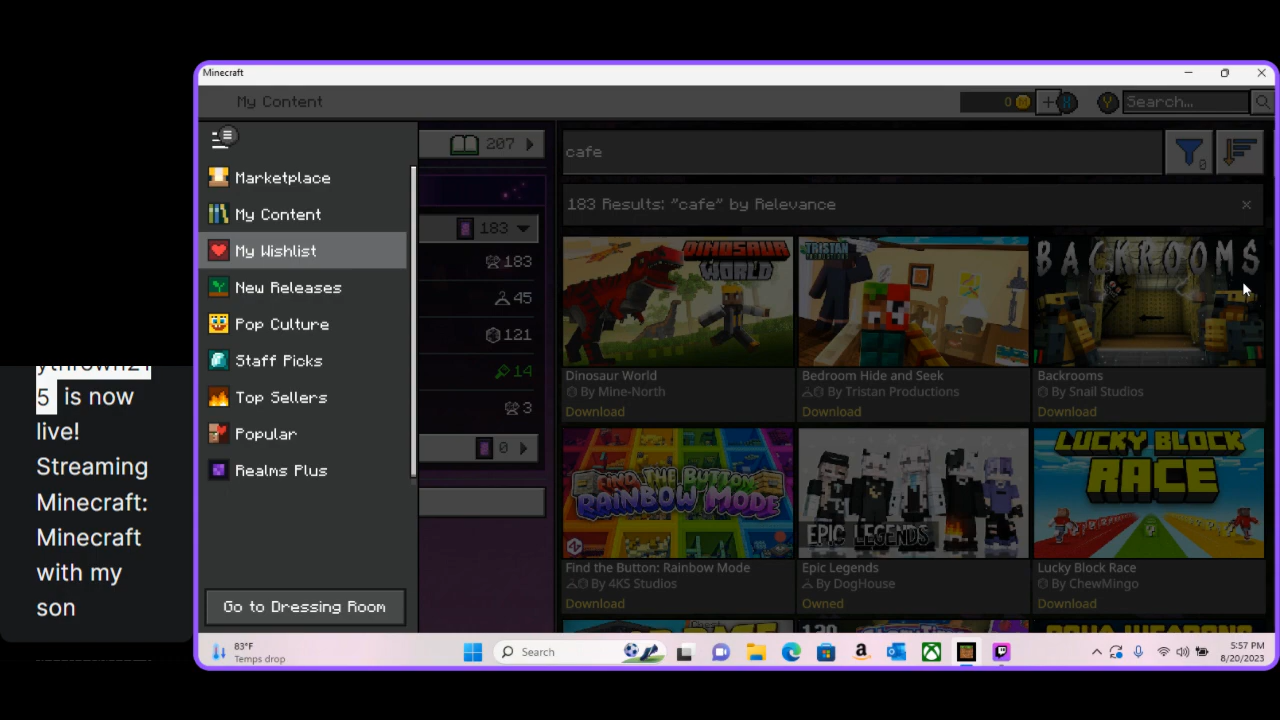 Minecraft
My Content
0
Y
Search...
207
cafe
0
Marketplace
My Content
My Wishlist
New Releases
Pop Culture
Staff Picks
Top Sellers
Popular
Realms Plus
Go to Dressing Room
183
183
45
121
14
3
0
183 Results: "cafe" by Relevance
DINOSAUR
WORLD
Dinosaur World
By Mine-North
Download
TRISTAN
Bedroom Hide and Seek
By Tristan Productions
Download
BACKROOMS
Backrooms
By Snail Studios
Download
FIND THE BUTTON
RAINBOW MODE
Find the Button: Rainbow Mode
By 4KS Studios
Download
EPIC LEGENDS
Epic Legends
By DogHouse
Owned
LUCKY BLOCK
RACE
Lucky Block Race
By ChewMingo
Download
5 is now
live!
Streaming
Minecraft:
Minecraft
with my
son
83°F
Temps drop
Search
5:57 PM
8/20/2023